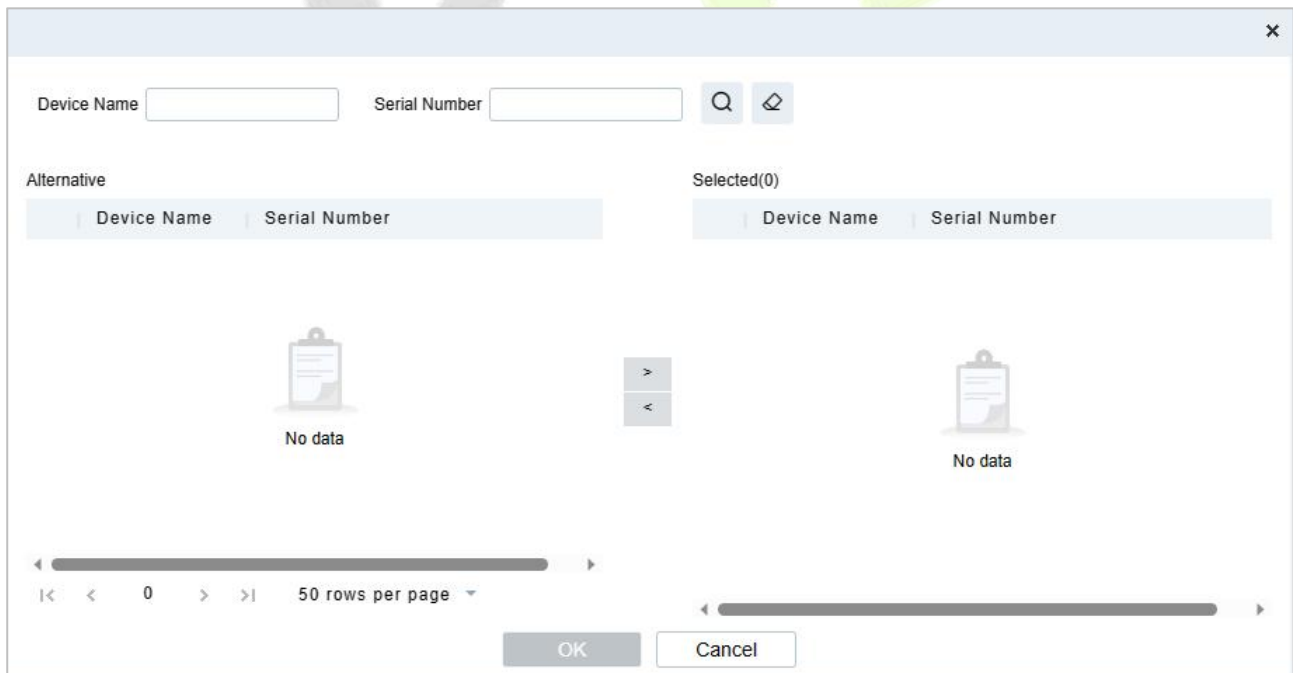 Device Name Serial Number
Alternative Selected(0)
Device Name Serial Number Device Name Serial Number
>
<
No data
No data
|< < 0 > >| 50 rows per page
OK Cancel